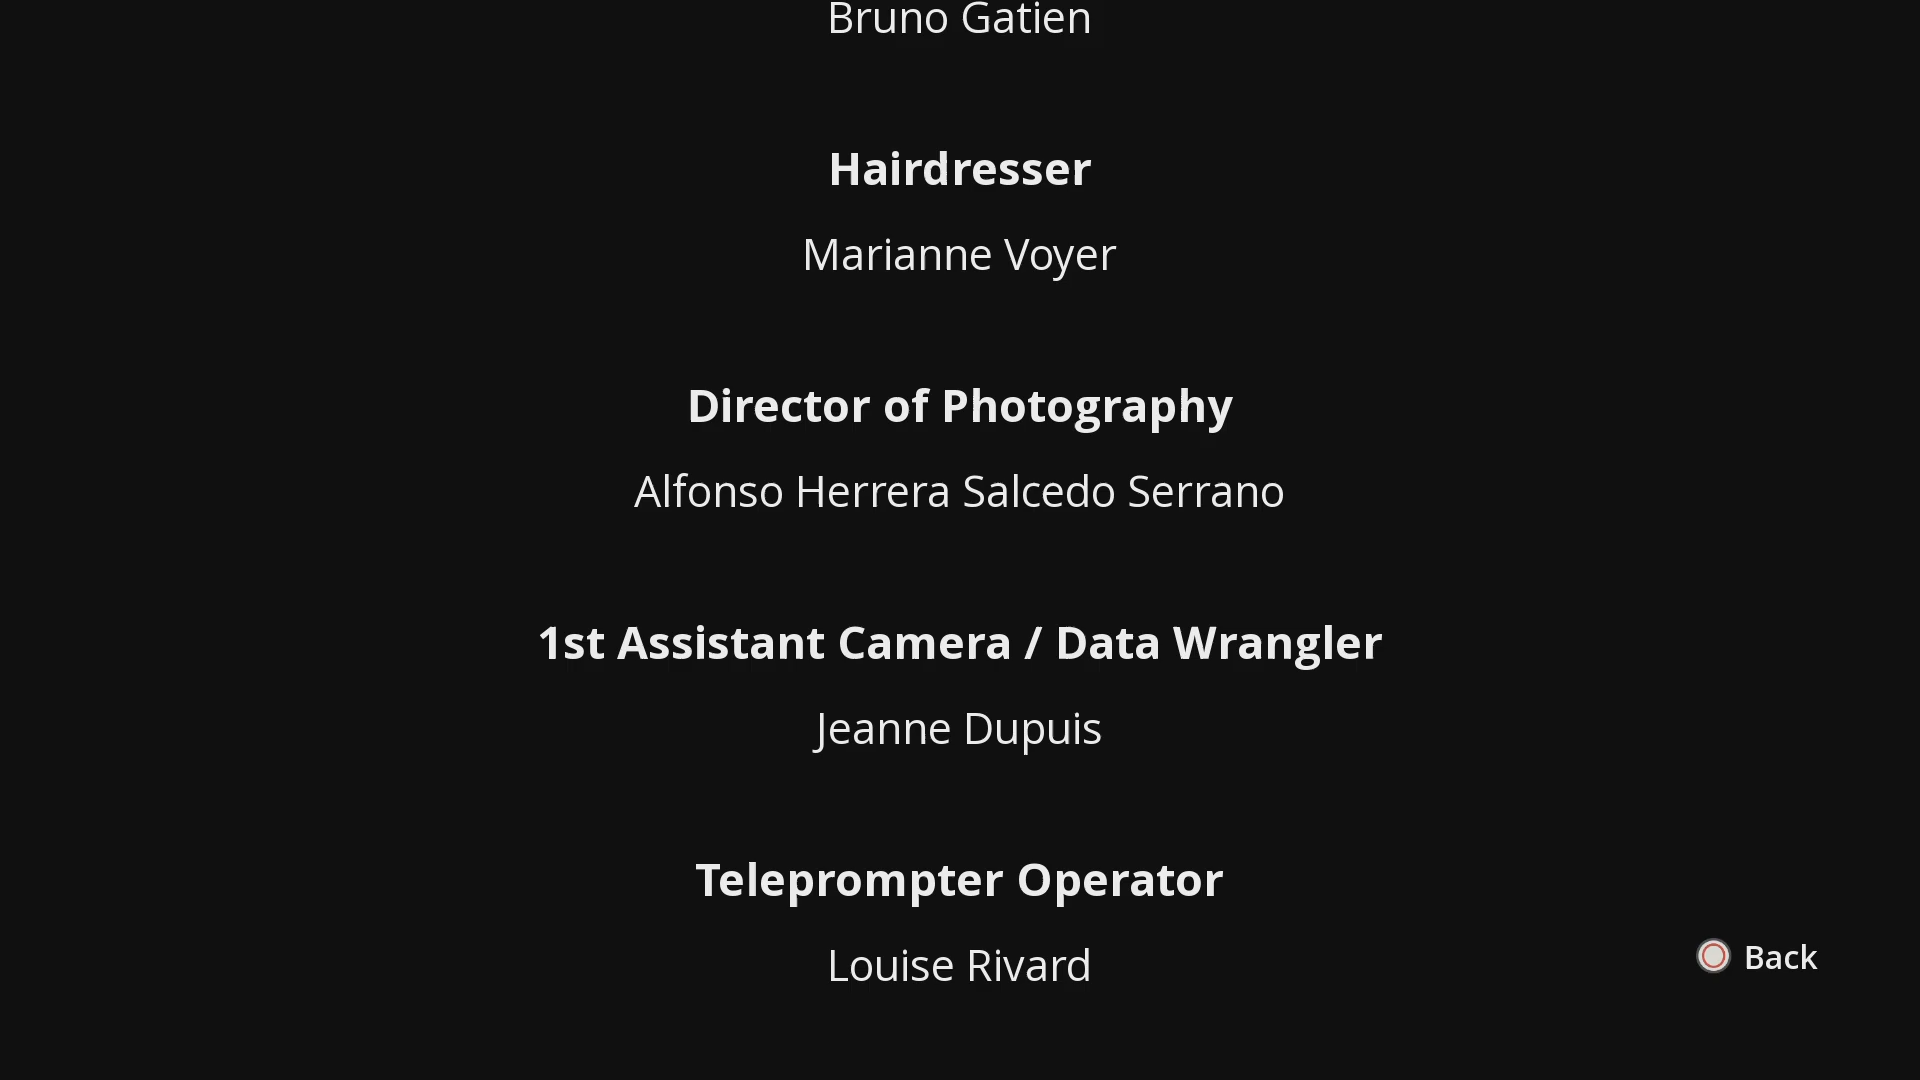 Bruno Gatien
Hairdresser
Marianne Voyer
Director of Photography
Alfonso Herrera Salcedo Serrano
1st Assistant Camera / Data Wrangler
Jeanne Dupuis
Teleprompter Operator
Louise Rivard
Back